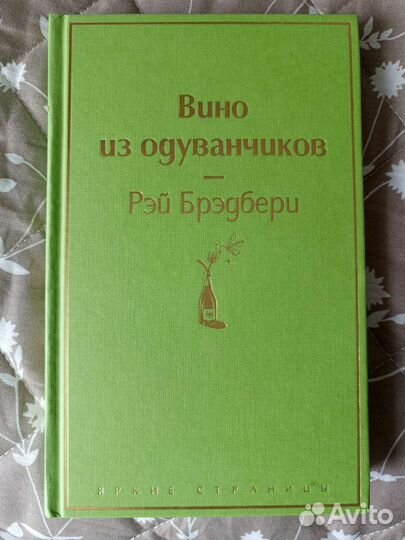 Вино
из одуванчиков
Рэй Брэдбери
ЯРКИЕ СТРАНИЦЫ
Avito